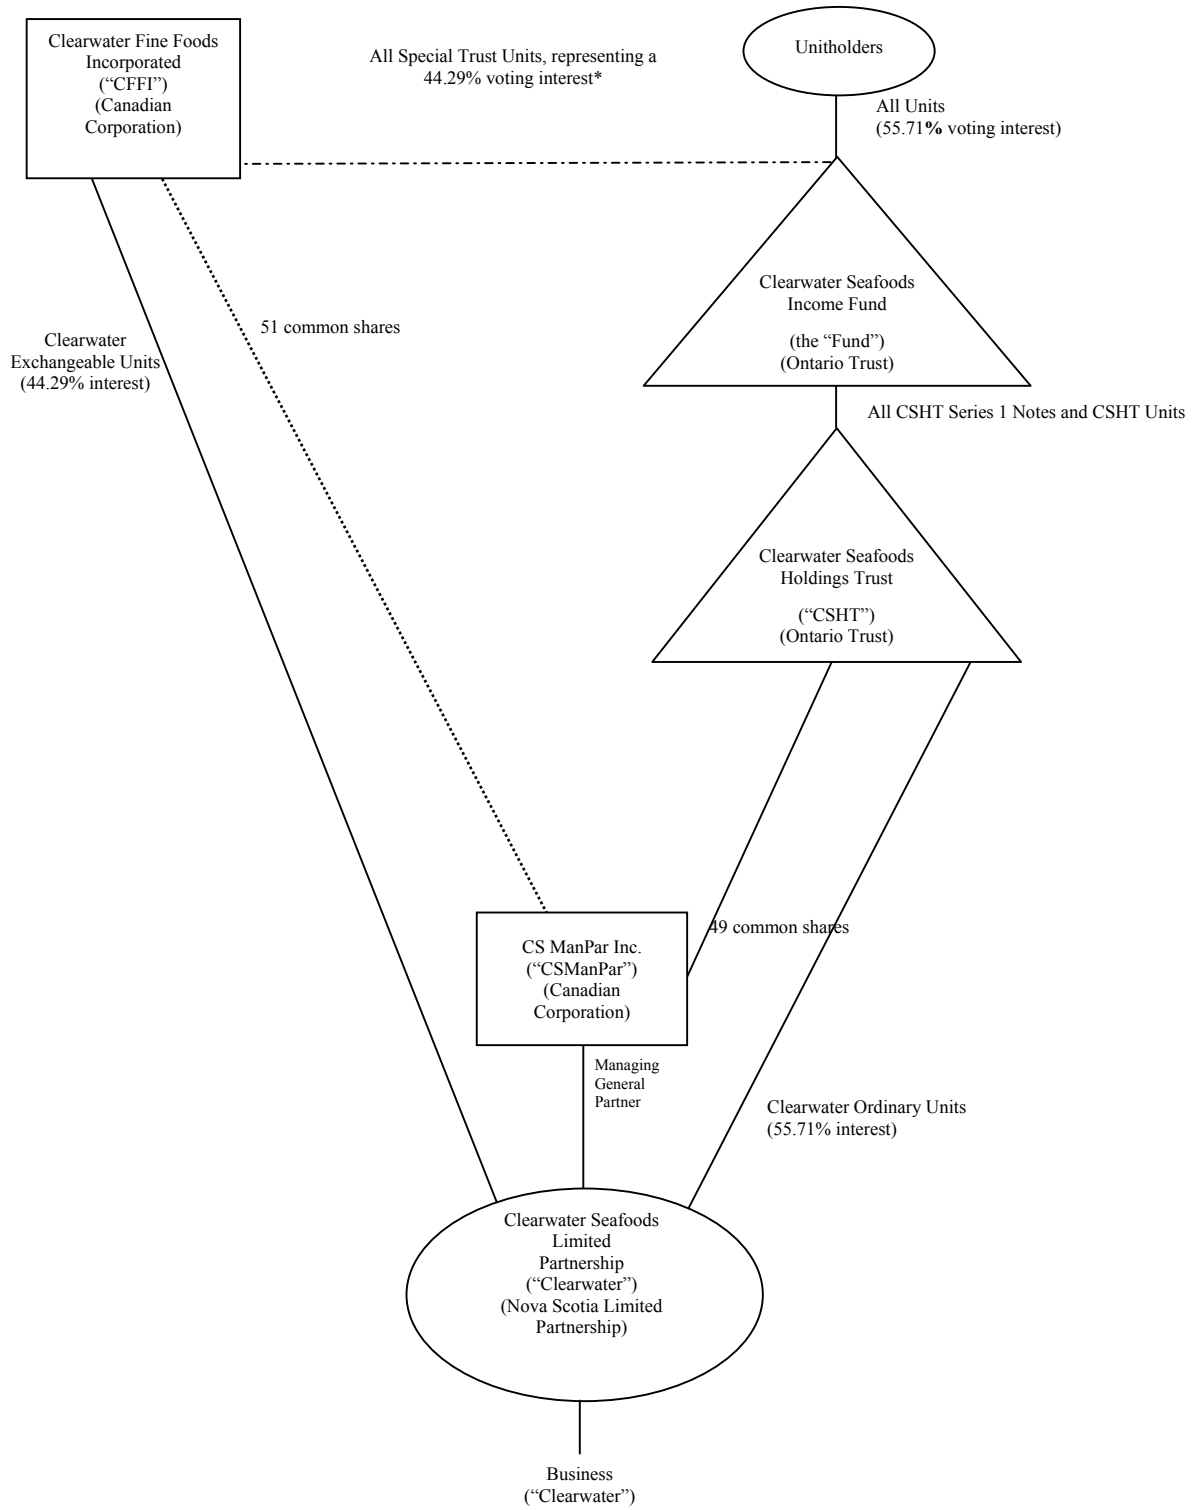 Clearwater Fine Foods
Incorporated
(“CFFI”)
(Canadian
Corporation)
All Special Trust Units, representing a
44.29% voting interest*
Unitholders
All Units
(55.71% voting interest)
Clearwater Seafoods
Income Fund
(the “Fund”)
(Ontario Trust)
51 common shares
Clearwater
Exchangeable Units
(44.29% interest)
All CSHT Series 1 Notes and CSHT Units
Clearwater Seafoods
Holdings Trust
(“CSHT”)
(Ontario Trust)
49 common shares
CS ManPar Inc.
(“CSManPar”)
(Canadian
Corporation)
Managing
General
Partner
Clearwater Ordinary Units
(55.71% interest)
Clearwater Seafoods
Limited
Partnership
(“Clearwater”)
(Nova Scotia Limited
Partnership)
Business
(“Clearwater”)